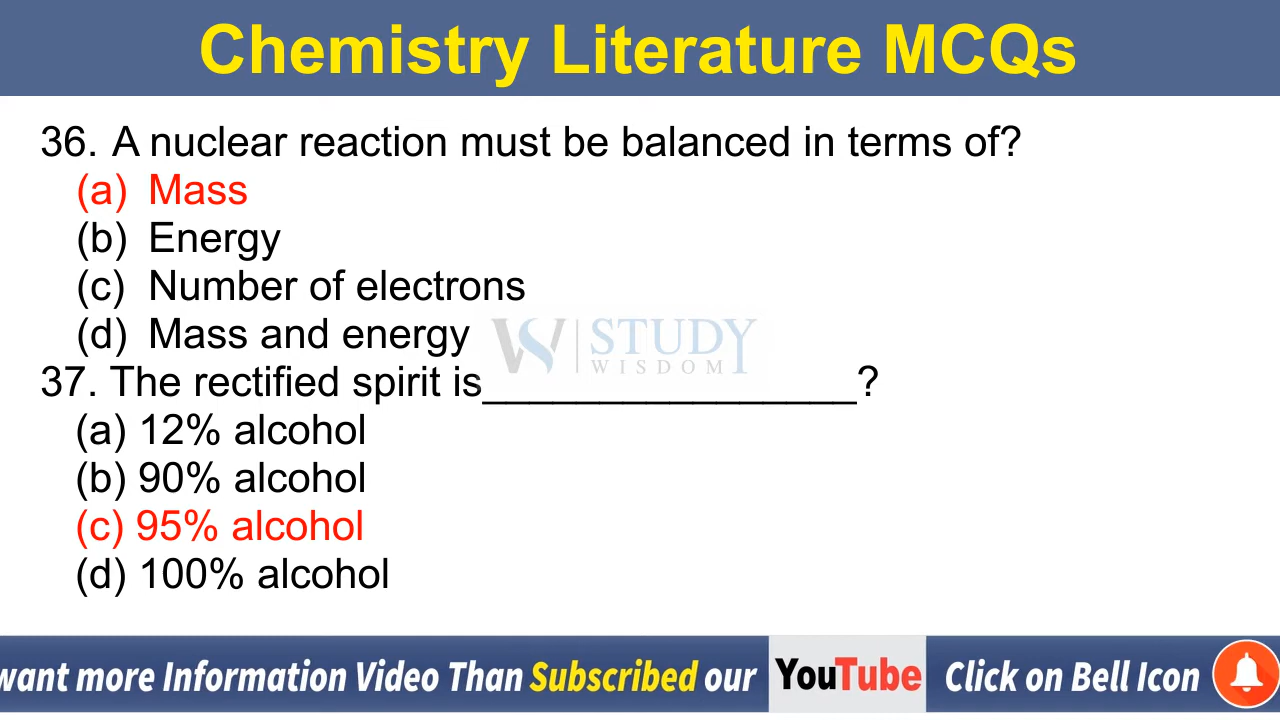 Chemistry Literature MCQs
36. A nuclear reaction must be balanced in terms of?
(a) Mass
(b) Energy
(c) Number of electrons
(d) Mass and energy
WS STUDY
WISDOM
37. The rectified spirit is________________?
(a) 12% alcohol
(b) 90% alcohol
(c) 95% alcohol
(d) 100% alcohol
want more Information Video Than Subscribed our YouTube Click on Bell Icon